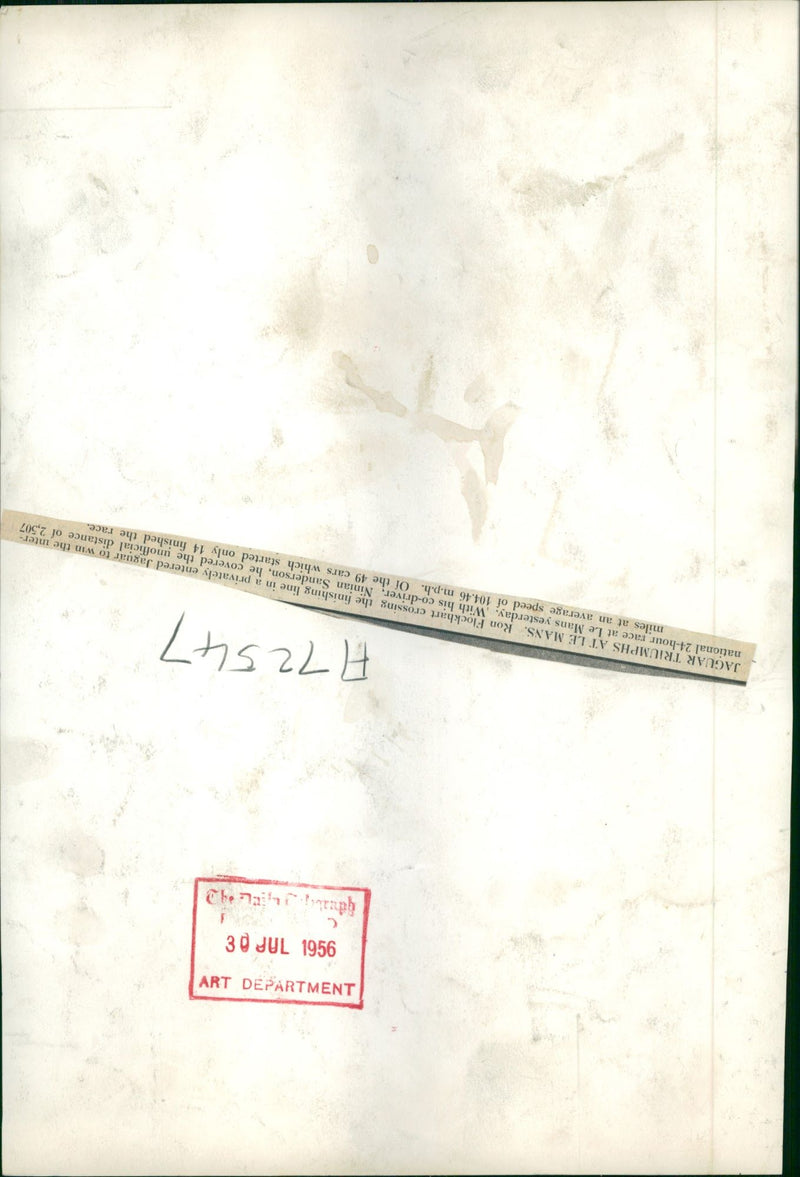 JAGUAR TRIUMPHS AT LE MANS. Ron Flockhart crossing the finishing line in a privately entered Jaguar to win the inter-
national 24-hour race at Le Mans yesterday. With his co-driver, Ninian Sanderson, he covered the unofficial distance of 2,507
miles at an average speed of 104.46 m.p.h. Of the 49 cars which started only 14 finished the race.
A72547
The Daily Telegraph
30 JUL 1956
ART DEPARTMENT